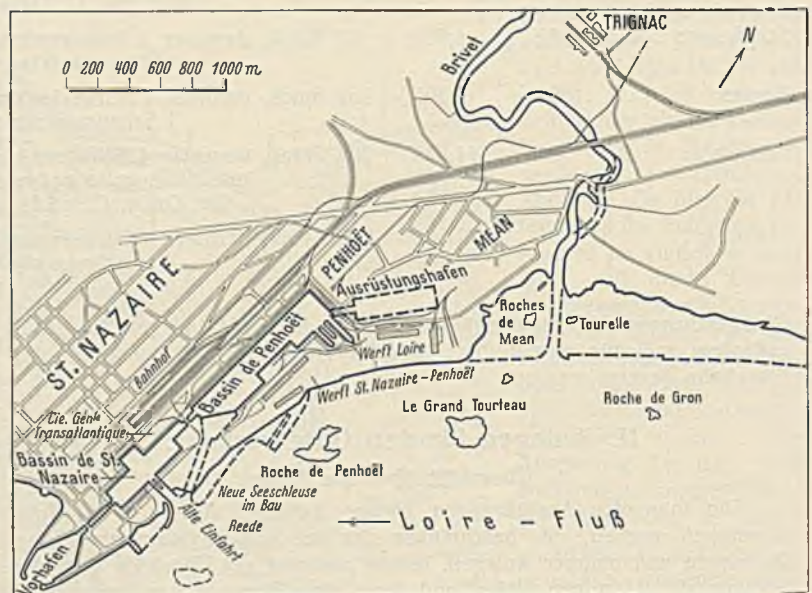 TRIGNAC
N
0 200 400 600 800 1000 m
Brivel
ST. NAZAIRE
PENHOËT
MEAN
Ausrüstungshafen
Bahnhof
Bassin de Penhoët
Werft Loire
Roches
de
Mean
Tourelle
Werft St. Nazaire-Penhoët
Cie. Génle
Transatlantique
Le Grand Tourteau
Roche de Gron
Bassin de St.
Nazaire
Roche de Penhoët
Neue Seeschleuse
im Bau
Reede
Alte Einfahrt
Vorhafen
Loire - Fluß